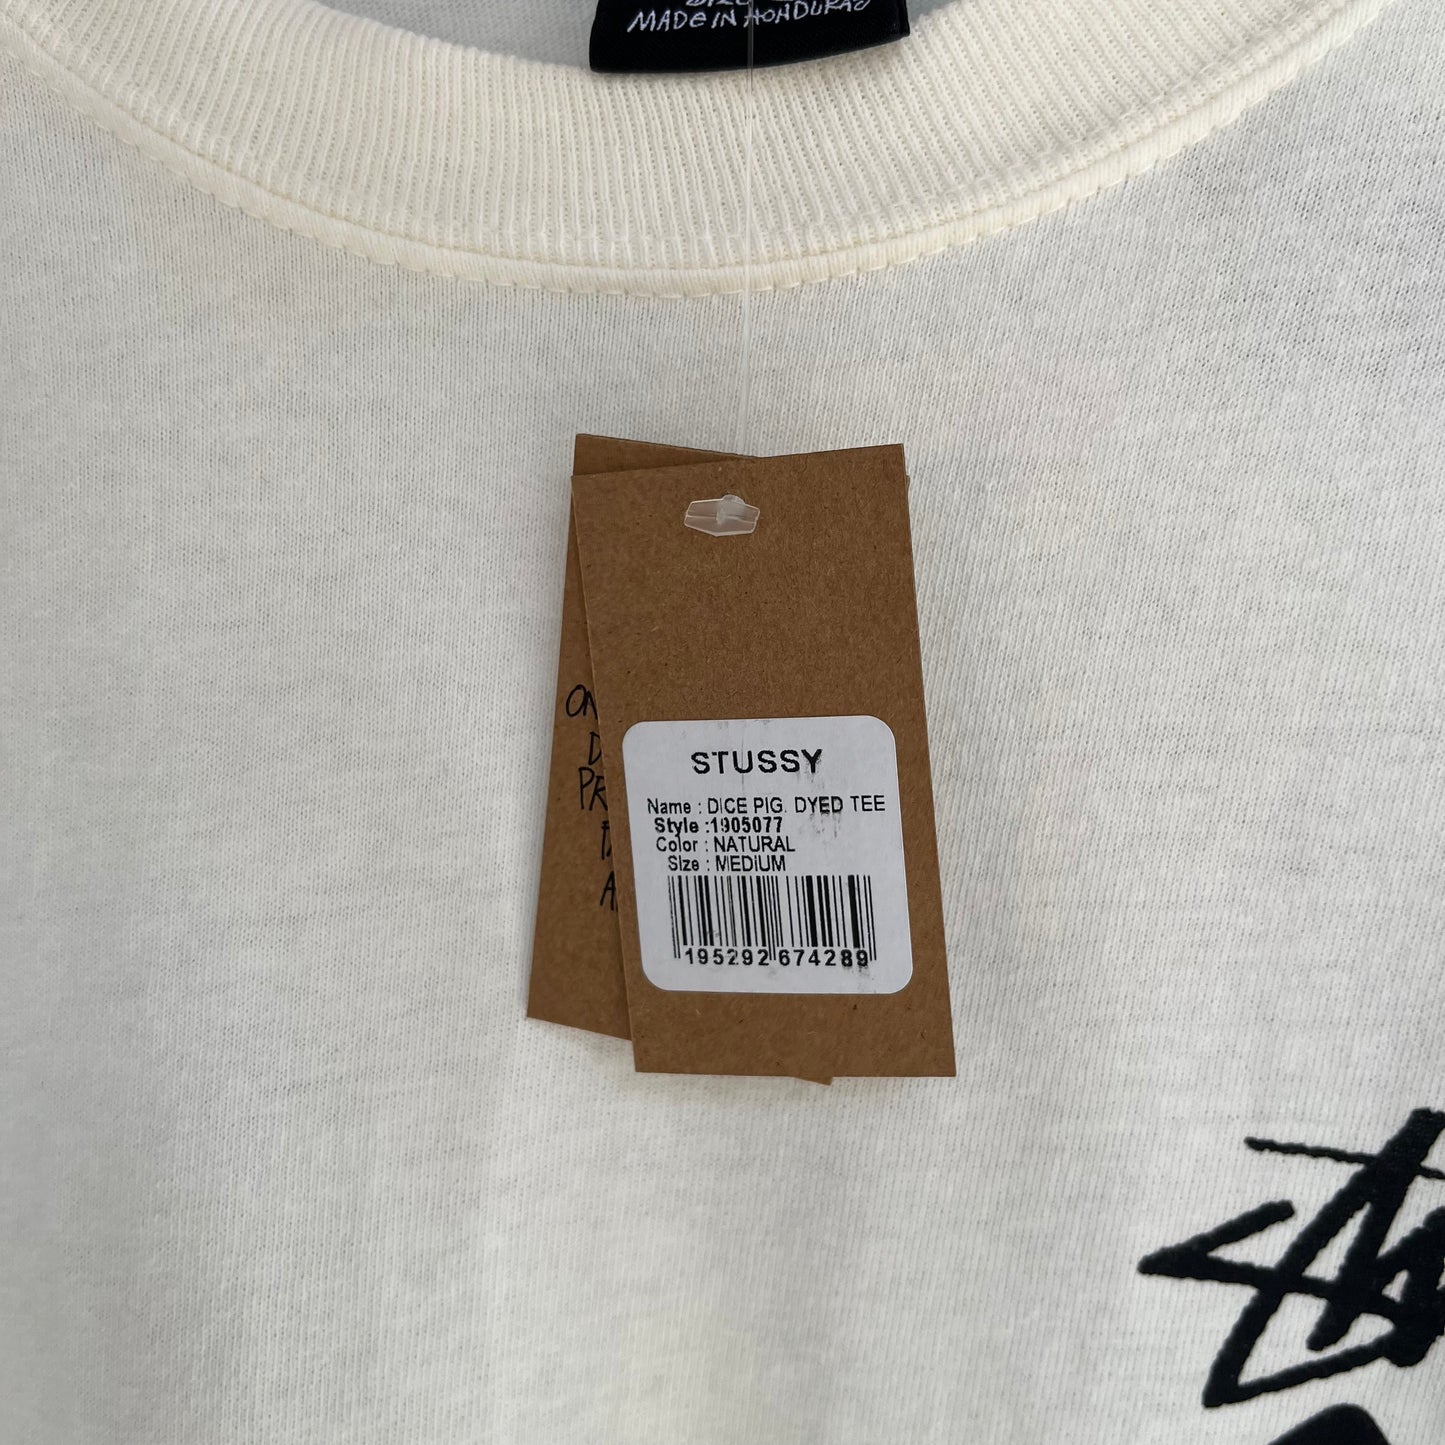 MADE IN HONDURAS
STUSSY
Name : DICE PIG. DYED TEE
Style :1905077
Color : NATURAL
Size : MEDIUM
195292 674289